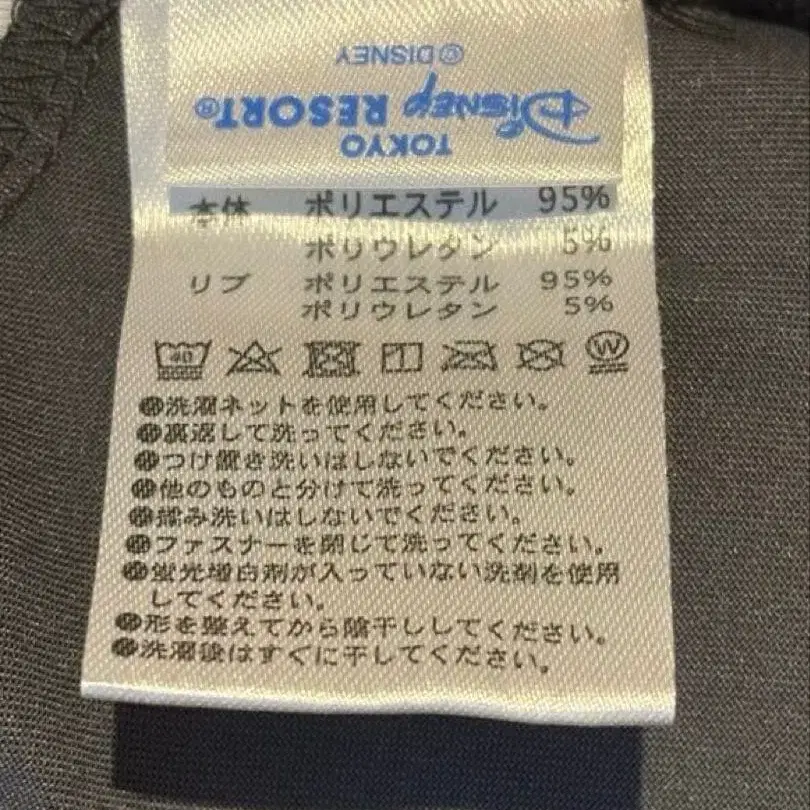 © DISNEY
Disney RESORT®
TOKYO
本体 ポリエステル 95%
ポリウレタン 5%
リブ ポリエステル 95%
ポリウレタン 5%
40 W
●洗濯ネットを使用してください。
●裏返して洗ってください。
●つけ置き洗いはしないでください。
●他のものと分けて洗ってください。
●揉み洗いはしないでください。
●ファスナーを閉じて洗ってください。
●蛍光増白剤が入っていない洗剤を使用
してください。
●形を整えてから陰干ししてください。
●洗濯後はすぐに干してください。